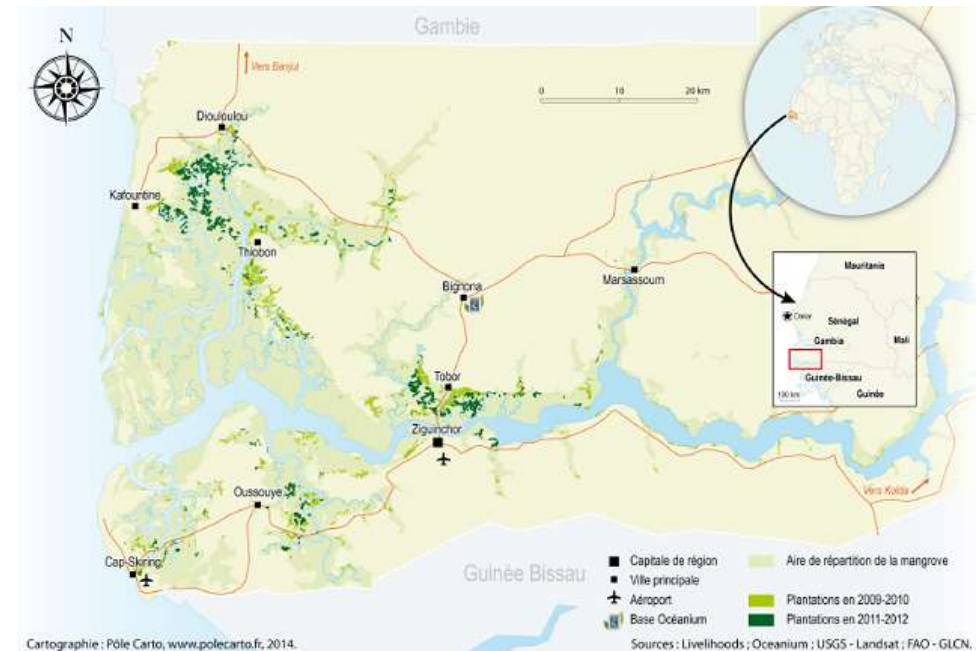 Gambie
N
Vers Banjul
0 10 20 km
Diouloulou
Kafountine
Thiobon
Bignona
Marsassoum
Tobor
Ziguinchor
Oussouye
Cap-Skiring
Vers Kolda
Guinée Bissau
Mauritanie
Dakar
Sénégal
Mali
Gambia
Guinée-Bissau
Guinée
100 km
Capitale de région
Ville principale
Aéroport
Base Océanium
Aire de répartition de la mangrove
Plantations en 2009-2010
Plantations en 2011-2012
Cartographie : Pôle Carto, www.polecarto.fr, 2014.
Sources : Livelihoods ; Oceanium ; USGS - Landsat ; FAO - GLCN.